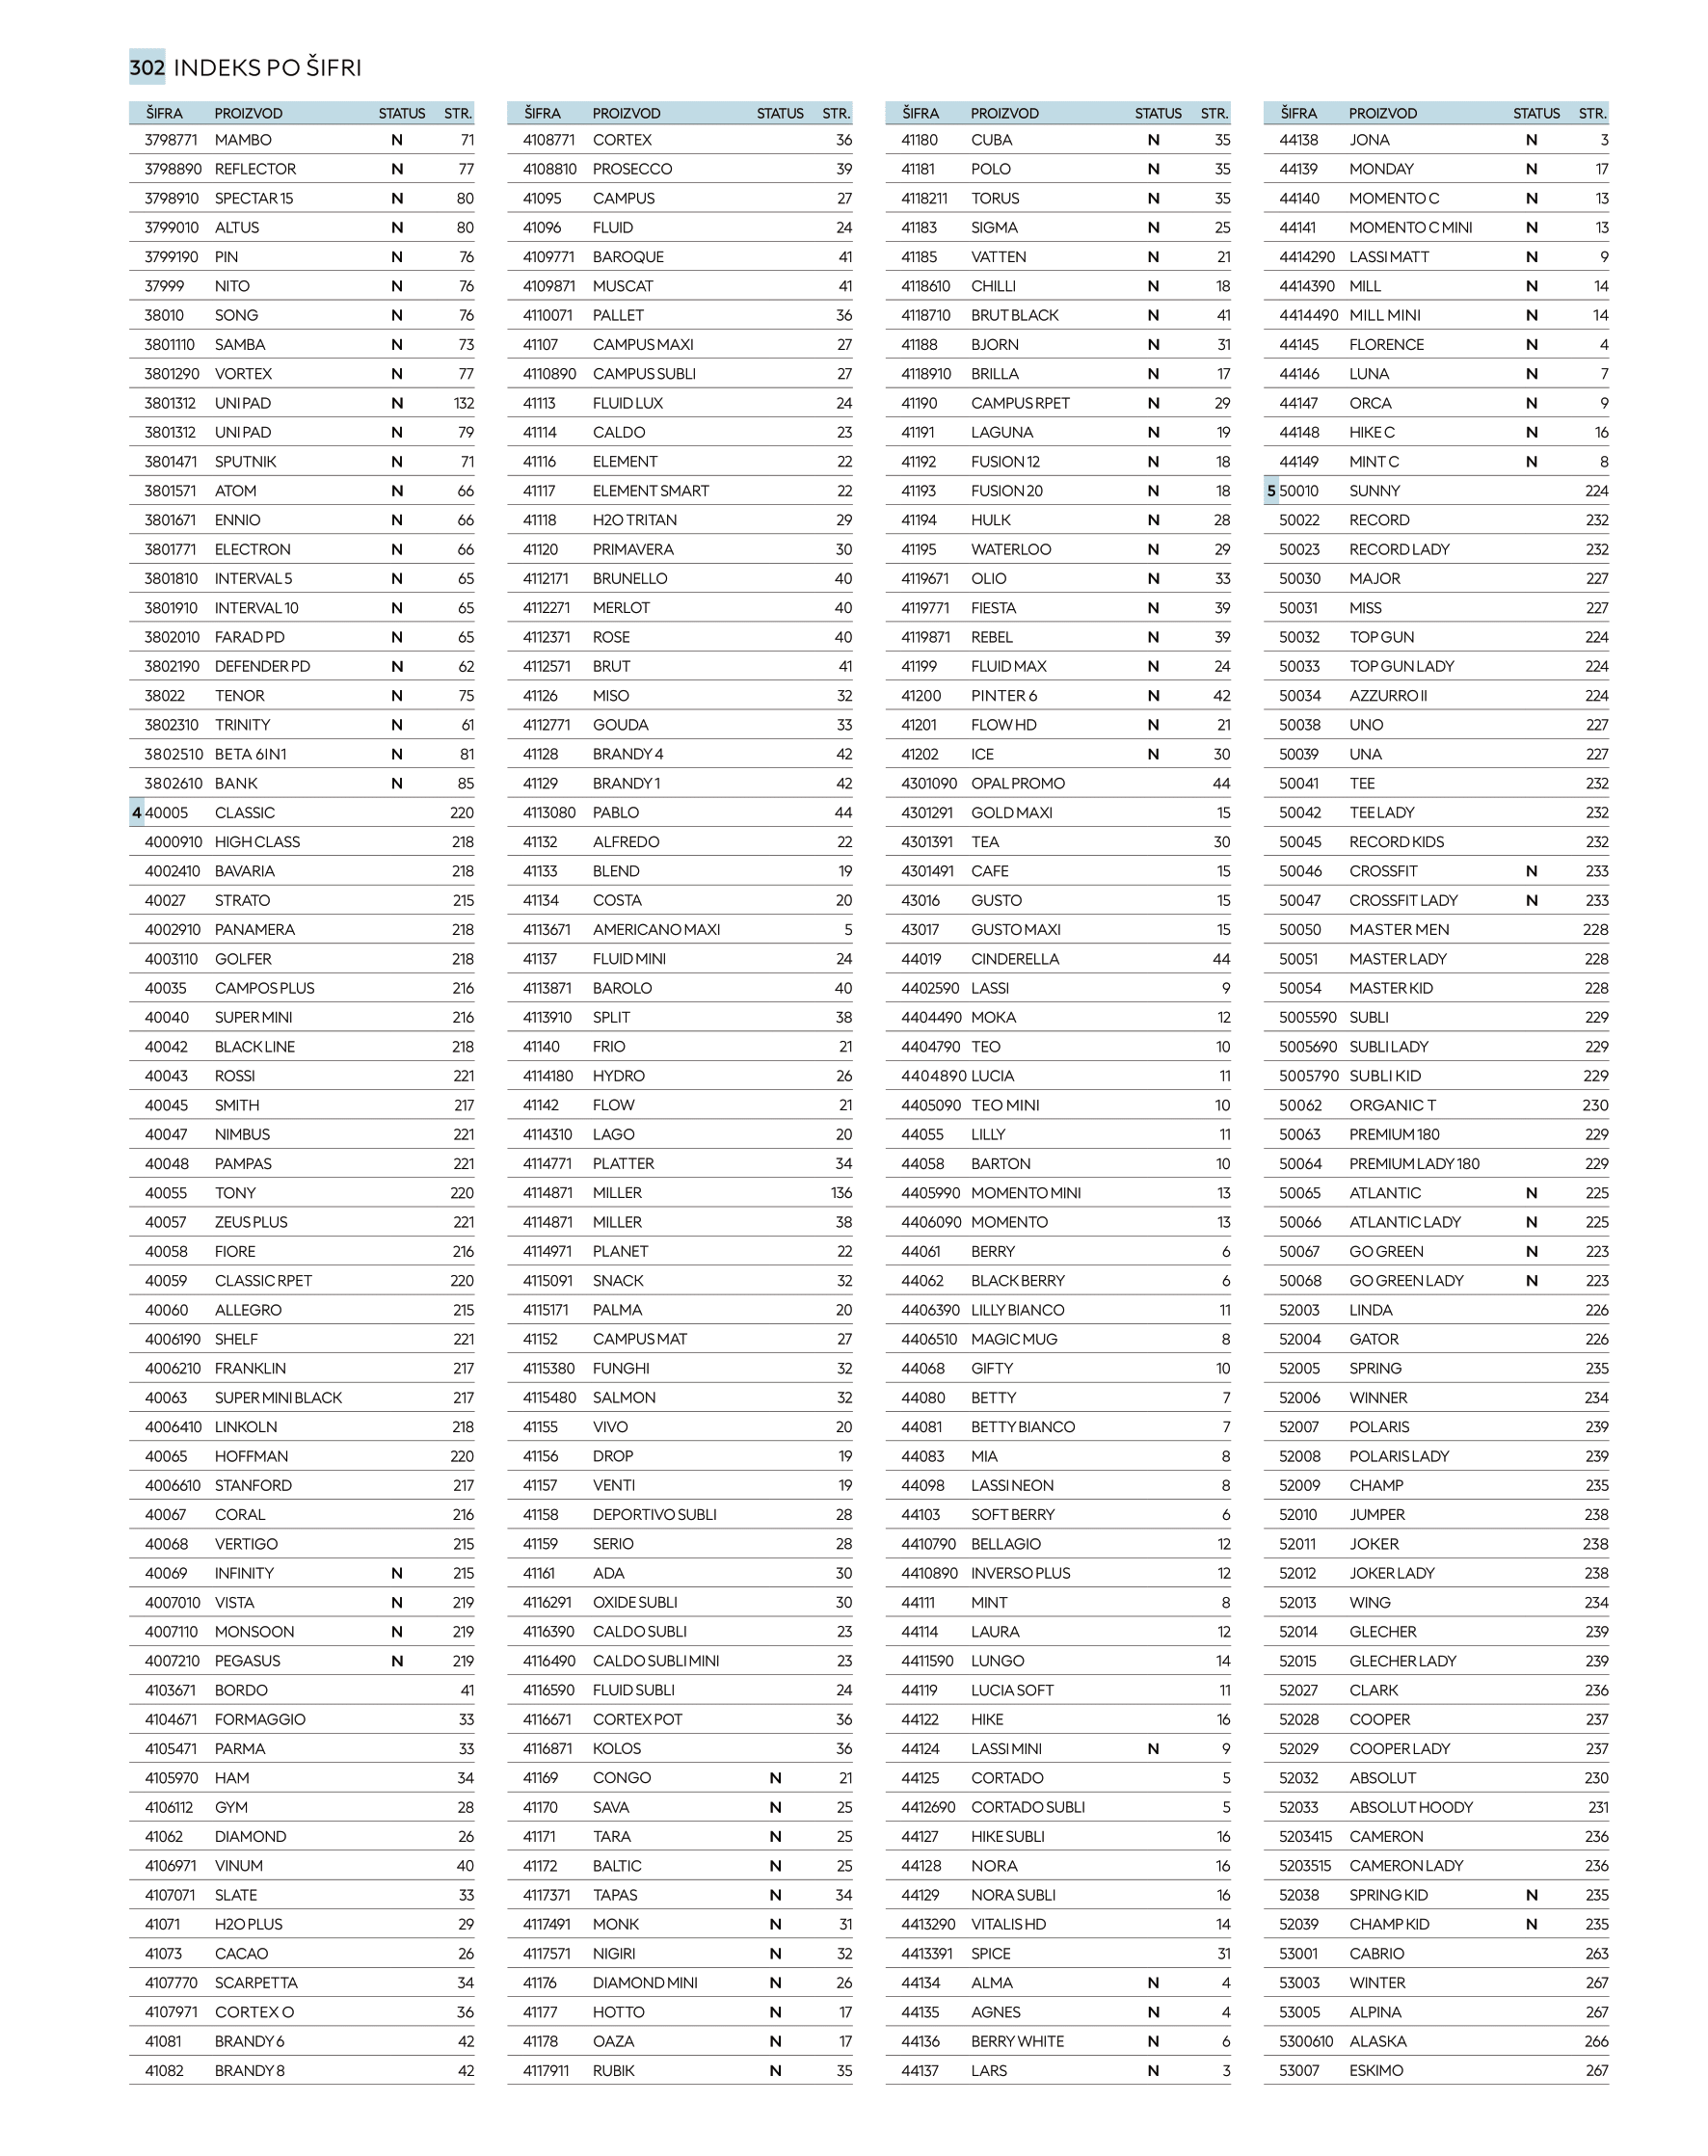 302 INDEKS PO ŠIFRI
ŠIFRA PROIZVOD STATUS STR.
3798771 MAMBO N 71
3798890 REFLECTOR N 77
3798910 SPECTAR 15 N 80
3799010 ALTUS N 80
3799190 PIN N 76
37999 NITO N 76
38010 SONG N 76
3801110 SAMBA N 73
3801290 VORTEX N 77
3801312 UNI PAD N 132
3801312 UNI PAD N 79
3801471 SPUTNIK N 71
3801571 ATOM N 66
3801671 ENNIO N 66
3801771 ELECTRON N 66
3801810 INTERVAL 5 N 65
3801910 INTERVAL 10 N 65
3802010 FARAD PD N 65
3802190 DEFENDER PD N 62
38022 TENOR N 75
3802310 TRINITY N 61
3802510 BETA 6IN1 N 81
3802610 BANK N 85
4 40005 CLASSIC 220
4000910 HIGH CLASS 218
4002410 BAVARIA 218
40027 STRATO 215
4002910 PANAMERA 218
4003110 GOLFER 218
40035 CAMPOS PLUS 216
40040 SUPER MINI 216
40042 BLACK LINE 218
40043 ROSSI 221
40045 SMITH 217
40047 NIMBUS 221
40048 PAMPAS 221
40055 TONY 220
40057 ZEUS PLUS 221
40058 FIORE 216
40059 CLASSIC RPET 220
40060 ALLEGRO 215
4006190 SHELF 221
4006210 FRANKLIN 217
40063 SUPER MINI BLACK 217
4006410 LINKOLN 218
40065 HOFFMAN 220
4006610 STANFORD 217
40067 CORAL 216
40068 VERTIGO 215
40069 INFINITY N 215
4007010 VISTA N 219
4007110 MONSOON N 219
4007210 PEGASUS N 219
4103671 BORDO 41
4104671 FORMAGGIO 33
4105471 PARMA 33
4105970 HAM 34
4106112 GYM 28
41062 DIAMOND 26
4106971 VINUM 40
4107071 SLATE 33
41071 H2O PLUS 29
41073 CACAO 26
4107770 SCARPETTA 34
4107971 CORTEX O 36
41081 BRANDY 6 42
41082 BRANDY 8 42
ŠIFRA PROIZVOD STATUS STR.
4108771 CORTEX 36
4108810 PROSECCO 39
41095 CAMPUS 27
41096 FLUID 24
4109771 BAROQUE 41
4109871 MUSCAT 41
4110071 PALLET 36
41107 CAMPUS MAXI 27
4110890 CAMPUS SUBLI 27
41113 FLUID LUX 24
41114 CALDO 23
41116 ELEMENT 22
41117 ELEMENT SMART 22
41118 H2O TRITAN 29
41120 PRIMAVERA 30
4112171 BRUNELLO 40
4112271 MERLOT 40
4112371 ROSE 40
4112571 BRUT 41
41126 MISO 32
4112771 GOUDA 33
41128 BRANDY 4 42
41129 BRANDY 1 42
4113080 PABLO 44
41132 ALFREDO 22
41133 BLEND 19
41134 COSTA 20
4113671 AMERICANO MAXI 5
41137 FLUID MINI 24
4113871 BAROLO 40
4113910 SPLIT 38
41140 FRIO 21
4114180 HYDRO 26
41142 FLOW 21
4114310 LAGO 20
4114771 PLATTER 34
4114871 MILLER 136
4114871 MILLER 38
4114971 PLANET 22
4115091 SNACK 32
4115171 PALMA 20
41152 CAMPUS MAT 27
4115380 FUNGHI 32
4115480 SALMON 32
41155 VIVO 20
41156 DROP 19
41157 VENTI 19
41158 DEPORTIVO SUBLI 28
41159 SERIO 28
41161 ADA 30
4116291 OXIDE SUBLI 30
4116390 CALDO SUBLI 23
4116490 CALDO SUBLI MINI 23
4116590 FLUID SUBLI 24
4116671 CORTEX POT 36
4116871 KOLOS 36
41169 CONGO N 21
41170 SAVA N 25
41171 TARA N 25
41172 BALTIC N 25
4117371 TAPAS N 34
4117491 MONK N 31
4117571 NIGIRI N 32
41176 DIAMOND MINI N 26
41177 HOTTO N 17
41178 OAZA N 17
4117911 RUBIK N 35
ŠIFRA PROIZVOD STATUS STR.
41180 CUBA N 35
41181 POLO N 35
4118211 TORUS N 35
41183 SIGMA N 25
41185 VATTEN N 21
4118610 CHILLI N 18
4118710 BRUT BLACK N 41
41188 BJORN N 31
4118910 BRILLA N 17
41190 CAMPUS RPET N 29
41191 LAGUNA N 19
41192 FUSION 12 N 18
41193 FUSION 20 N 18
41194 HULK N 28
41195 WATERLOO N 29
4119671 OLIO N 33
4119771 FIESTA N 39
4119871 REBEL N 39
41199 FLUID MAX N 24
41200 PINTER 6 N 42
41201 FLOW HD N 21
41202 ICE N 30
4301090 OPAL PROMO 44
4301291 GOLD MAXI 15
4301391 TEA 30
4301491 CAFE 15
43016 GUSTO 15
43017 GUSTO MAXI 15
44019 CINDERELLA 44
4402590 LASSI 9
4404490 MOKA 12
4404790 TEO 10
4404890 LUCIA 11
4405090 TEO MINI 10
44055 LILLY 11
44058 BARTON 10
4405990 MOMENTO MINI 13
4406090 MOMENTO 13
44061 BERRY 6
44062 BLACK BERRY 6
4406390 LILLY BIANCO 11
4406510 MAGIC MUG 8
44068 GIFTY 10
44080 BETTY 7
44081 BETTY BIANCO 7
44083 MIA 8
44098 LASSI NEON 8
44103 SOFT BERRY 6
4410790 BELLAGIO 12
4410890 INVERSO PLUS 12
44111 MINT 8
44114 LAURA 12
4411590 LUNGO 14
44119 LUCIA SOFT 11
44122 HIKE 16
44124 LASSI MINI N 9
44125 CORTADO 5
4412690 CORTADO SUBLI 5
44127 HIKE SUBLI 16
44128 NORA 16
44129 NORA SUBLI 16
4413290 VITALIS HD 14
4413391 SPICE 31
44134 ALMA N 4
44135 AGNES N 4
44136 BERRY WHITE N 6
44137 LARS N 3
ŠIFRA PROIZVOD STATUS STR.
44138 JONA N 3
44139 MONDAY N 17
44140 MOMENTO C N 13
44141 MOMENTO C MINI N 13
4414290 LASSI MATT N 9
4414390 MILL N 14
4414490 MILL MINI N 14
44145 FLORENCE N 4
44146 LUNA N 7
44147 ORCA N 9
44148 HIKE C N 16
44149 MINT C N 8
5 50010 SUNNY 224
50022 RECORD 232
50023 RECORD LADY 232
50030 MAJOR 227
50031 MISS 227
50032 TOP GUN 224
50033 TOP GUN LADY 224
50034 AZZURRO II 224
50038 UNO 227
50039 UNA 227
50041 TEE 232
50042 TEE LADY 232
50045 RECORD KIDS 232
50046 CROSSFIT N 233
50047 CROSSFIT LADY N 233
50050 MASTER MEN 228
50051 MASTER LADY 228
50054 MASTER KID 228
5005590 SUBLI 229
5005690 SUBLI LADY 229
5005790 SUBLI KID 229
50062 ORGANIC T 230
50063 PREMIUM 180 229
50064 PREMIUM LADY 180 229
50065 ATLANTIC N 225
50066 ATLANTIC LADY N 225
50067 GO GREEN N 223
50068 GO GREEN LADY N 223
52003 LINDA 226
52004 GATOR 226
52005 SPRING 235
52006 WINNER 234
52007 POLARIS 239
52008 POLARIS LADY 239
52009 CHAMP 235
52010 JUMPER 238
52011 JOKER 238
52012 JOKER LADY 238
52013 WING 234
52014 GLECHER 239
52015 GLECHER LADY 239
52027 CLARK 236
52028 COOPER 237
52029 COOPER LADY 237
52032 ABSOLUT 230
52033 ABSOLUT HOODY 231
5203415 CAMERON 236
5203515 CAMERON LADY 236
52038 SPRING KID N 235
52039 CHAMP KID N 235
53001 CABRIO 263
53003 WINTER 267
53005 ALPINA 267
5300610 ALASKA 266
53007 ESKIMO 267